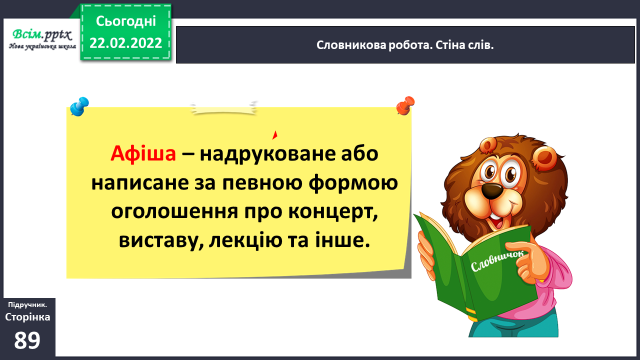 Всім.pptx
Нова українська школа
Сьогодні
22.02.2022
Словникова робота. Стіна слів.
Афіша – надруковане або
написане за певною формою
оголошення про концерт,
виставу, лекцію та інше.
Словничок
Підручник.
Сторінка
89